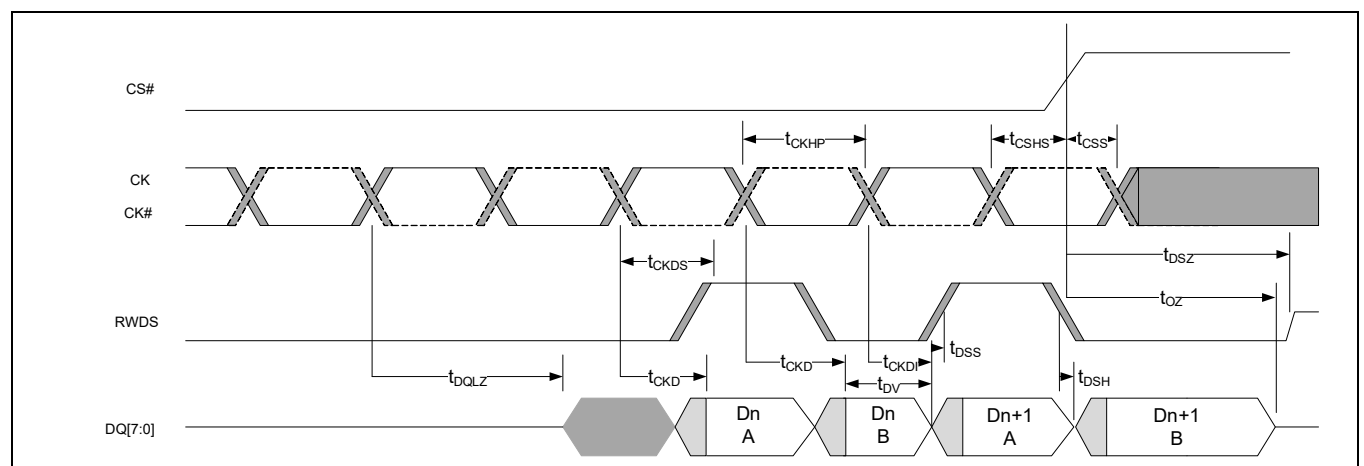 CS#
tCKHP
tCSHS
tCSS
CK
CK#
tCKDS
tDSZ
tOZ
RWDS
tDSS
tCKD
tCKDI
tDQLZ
tCKD
tDV
tDSH
DQ[7:0]
Dn
A
Dn
B
Dn+1
A
Dn+1
B